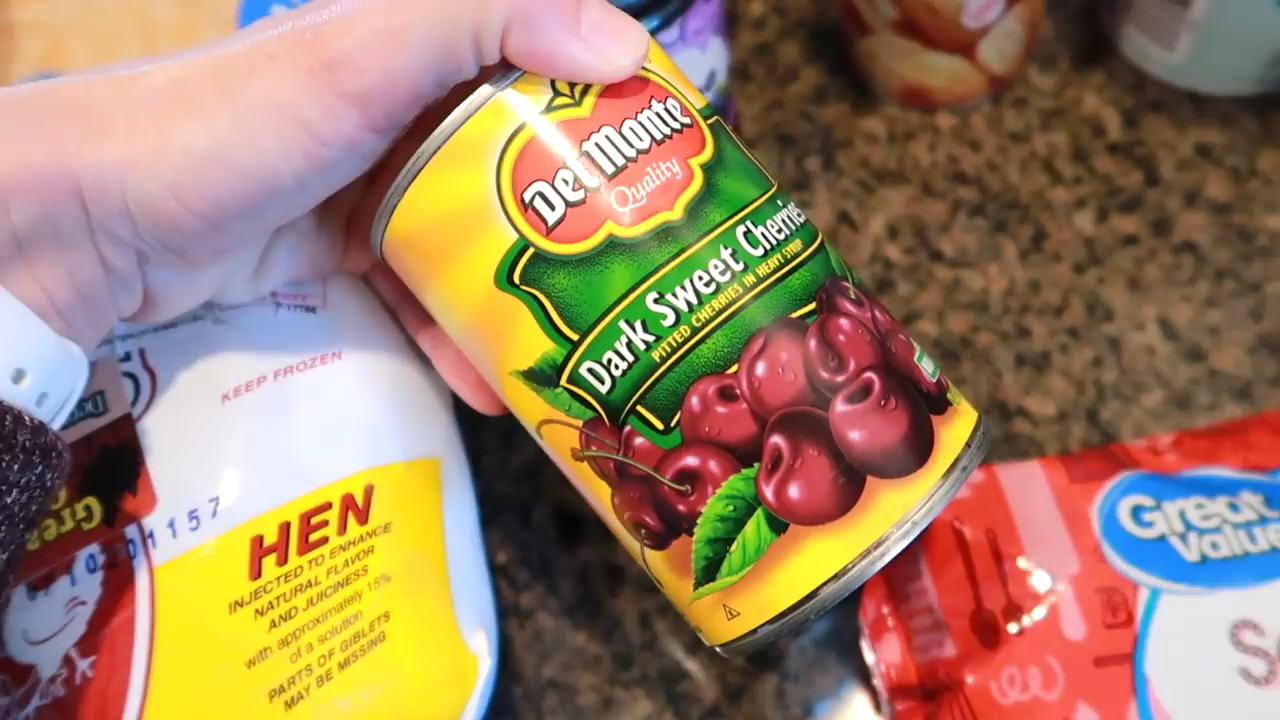 Del Monte
Quality
Dark Sweet Cherries
PITTED CHERRIES IN HEAVY SYRUP
KEEP FROZEN
HEN
INJECTED TO ENHANCE
NATURAL FLAVOR
AND JUICINESS
with approximately 15%
of a solution
PARTS OF GIBLETS
MAY BE MISSING
Great
Value